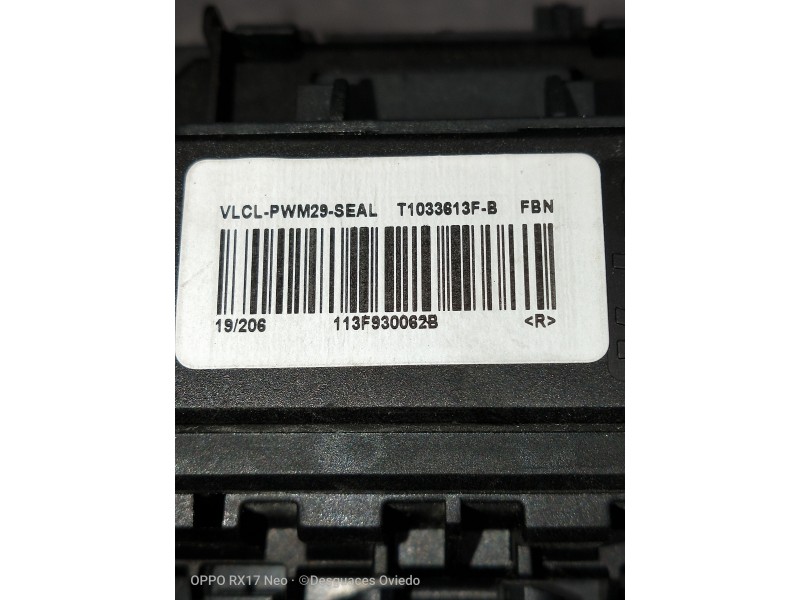 VLCL-PWM29-SEAL T1033613F-B FBN
19/206 113F930062B <R>
OPPO RX17 Neo · ©Desguaces Oviedo